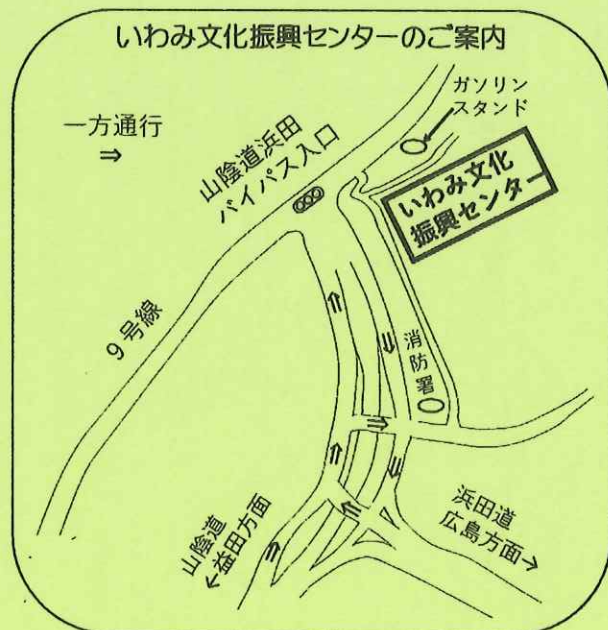 いわみ文化振興センターのご案内
ガソリン
スタンド
一方通行
⇒
山陰道浜田
バイパス入口
いわみ文化
振興センター
9号線
消防署
山陰道
←益田方面
浜田道
広島方面→